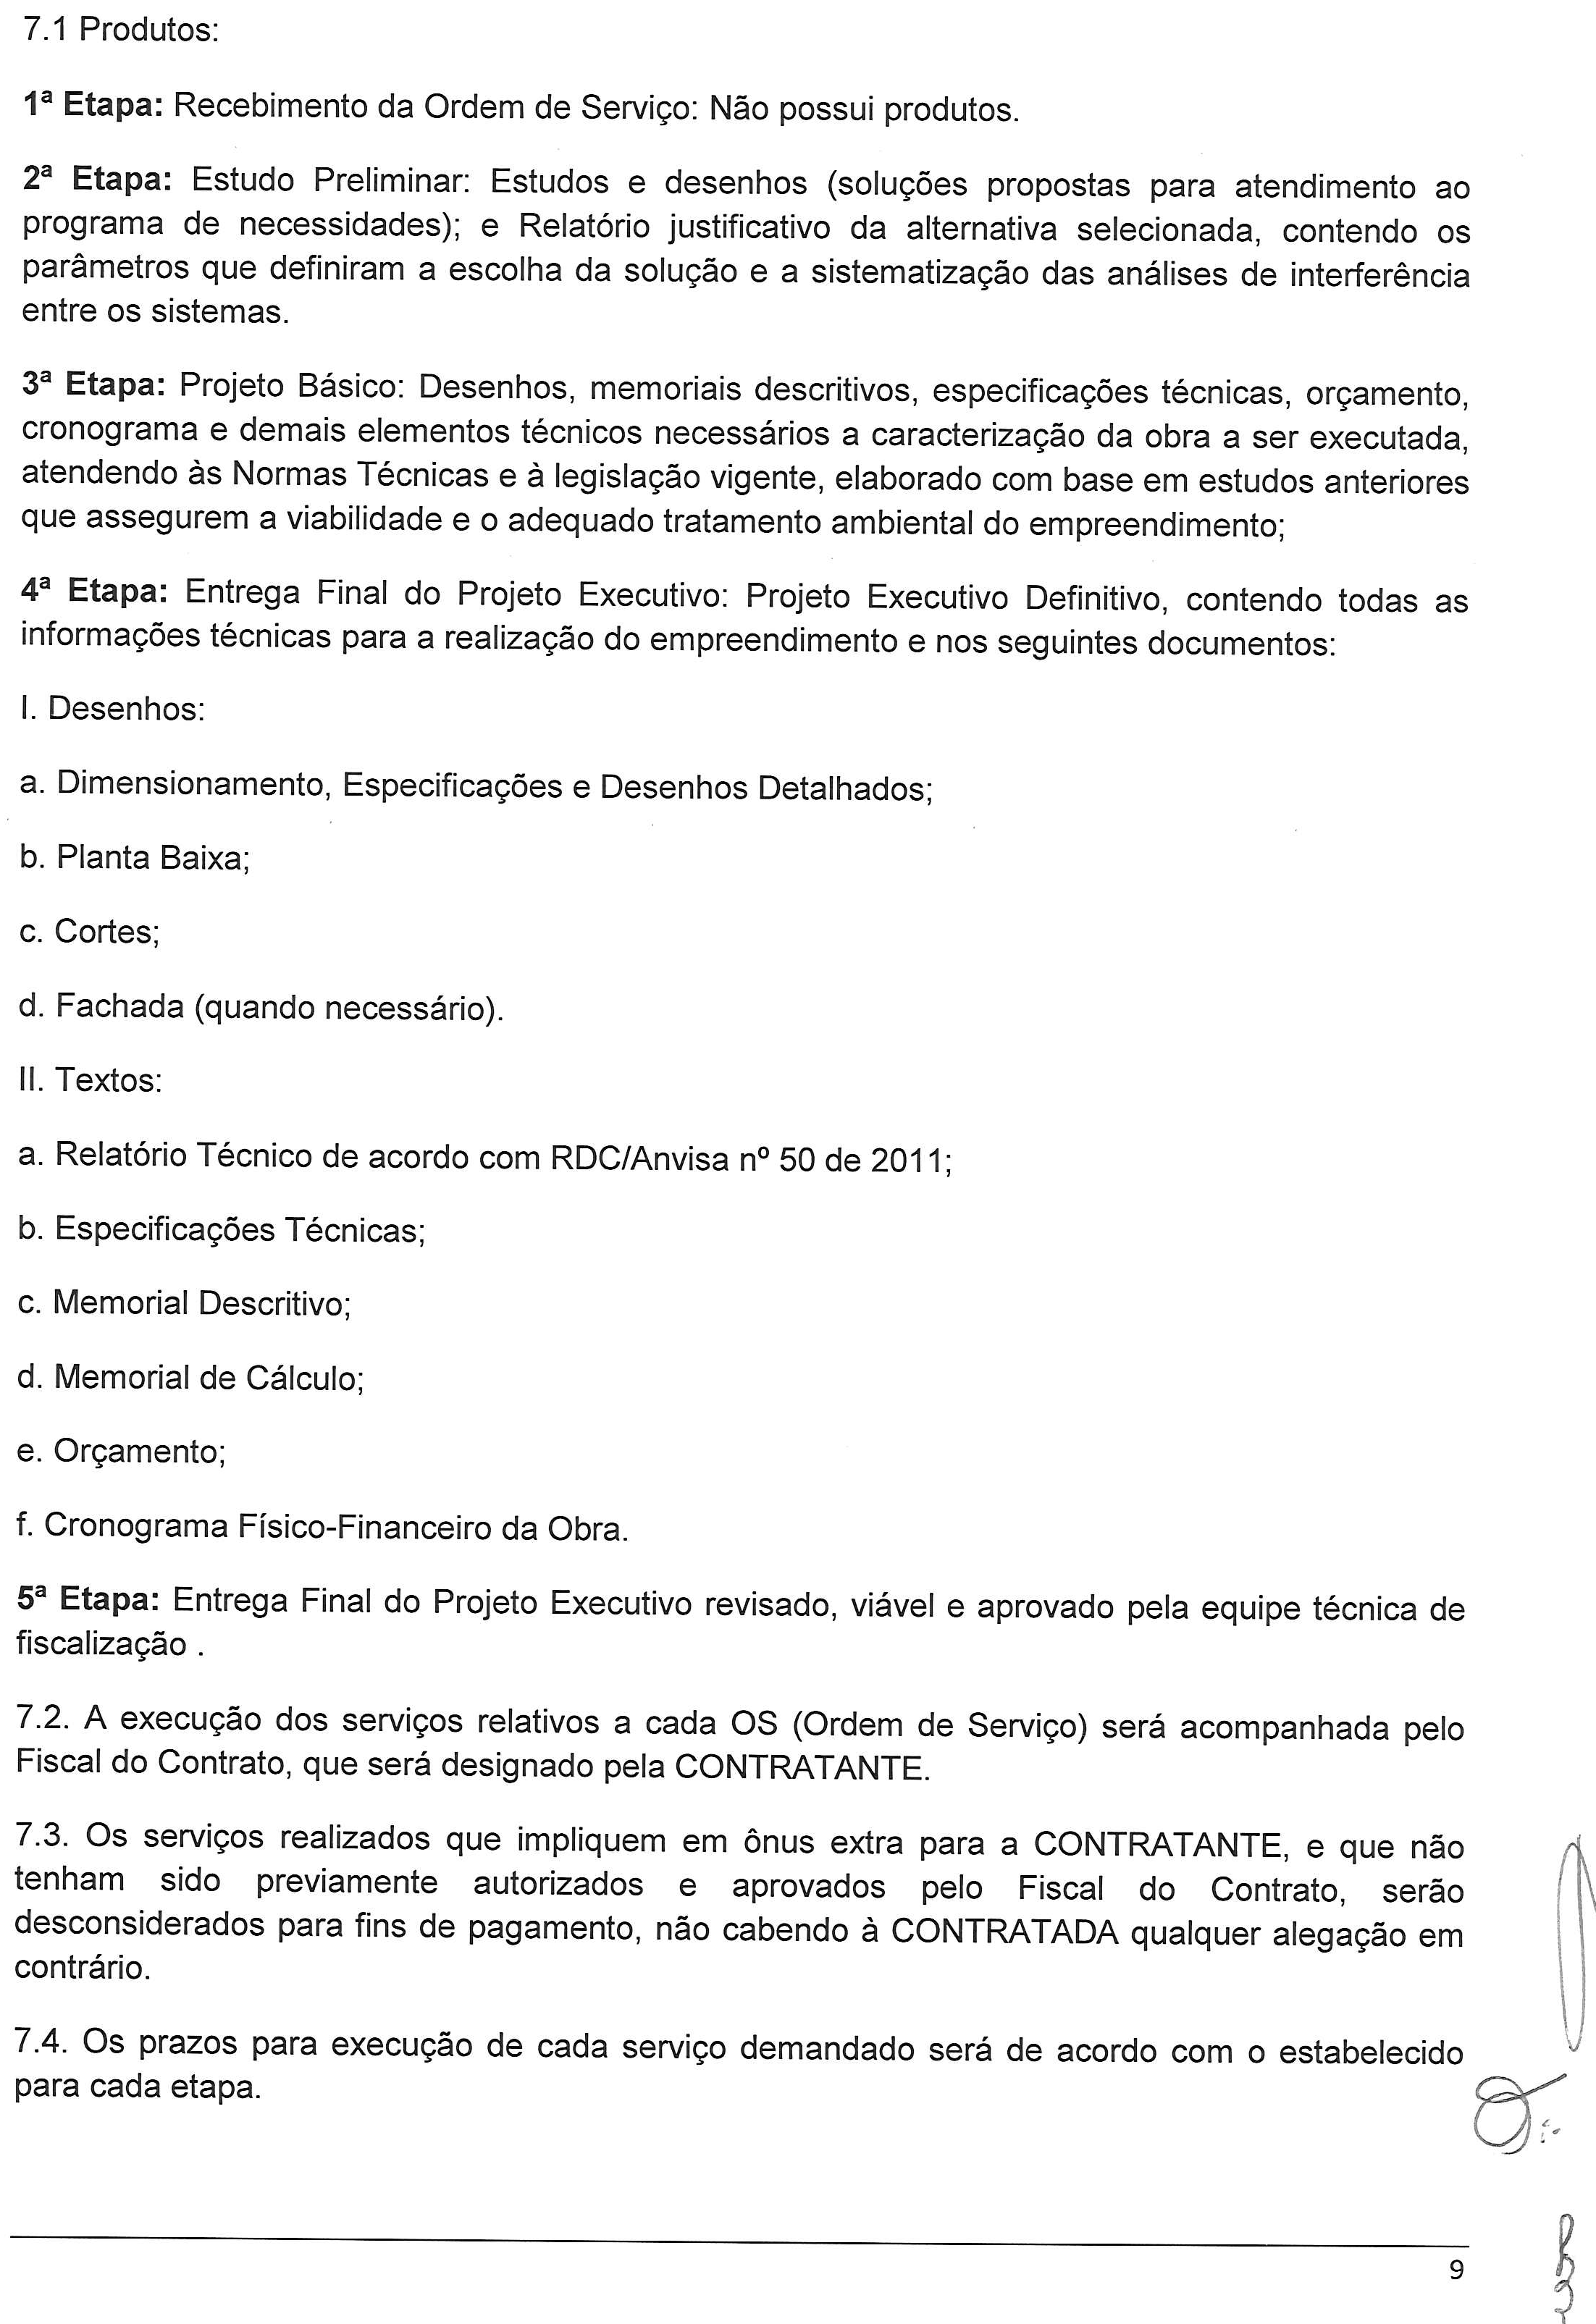 7.1 Produtos:
1ª Etapa: Recebimento da Ordem de Serviço: Não possui produtos.
2ª Etapa: Estudo Preliminar: Estudos e desenhos (soluções propostas para atendimento ao
programa de necessidades); e Relatório justificativo da alternativa selecionada, contendo os
parâmetros que definiram a escolha da solução e a sistematização das análises de interferência
entre os sistemas.
3ª Etapa: Projeto Básico: Desenhos, memoriais descritivos, especificações técnicas, orçamento,
cronograma e demais elementos técnicos necessários a caracterização da obra a ser executada,
atendendo às Normas Técnicas e à legislação vigente, elaborado com base em estudos anteriores
que assegurem a viabilidade e o adequado tratamento ambiental do empreendimento;
4ª Etapa: Entrega Final do Projeto Executivo: Projeto Executivo Definitivo, contendo todas as
informações técnicas para a realização do empreendimento e nos seguintes documentos:
I. Desenhos:
a. Dimensionamento, Especificações e Desenhos Detalhados;
b. Planta Baixa;
c. Cortes;
d. Fachada (quando necessário).
II. Textos:
a. Relatório Técnico de acordo com RDC/Anvisa nº 50 de 2011;
b. Especificações Técnicas;
c. Memorial Descritivo;
d. Memorial de Cálculo;
e. Orçamento;
f. Cronograma Físico-Financeiro da Obra.
5ª Etapa: Entrega Final do Projeto Executivo revisado, viável e aprovado pela equipe técnica de
fiscalização .
7.2. A execução dos serviços relativos a cada OS (Ordem de Serviço) será acompanhada pelo
Fiscal do Contrato, que será designado pela CONTRATANTE.
7.3. Os serviços realizados que impliquem em ônus extra para a CONTRATANTE, e que não
tenham sido previamente autorizados e aprovados pelo Fiscal do Contrato, serão
desconsiderados para fins de pagamento, não cabendo à CONTRATADA qualquer alegação em
contrário.
7.4. Os prazos para execução de cada serviço demandado será de acordo com o estabelecido
para cada etapa.
9